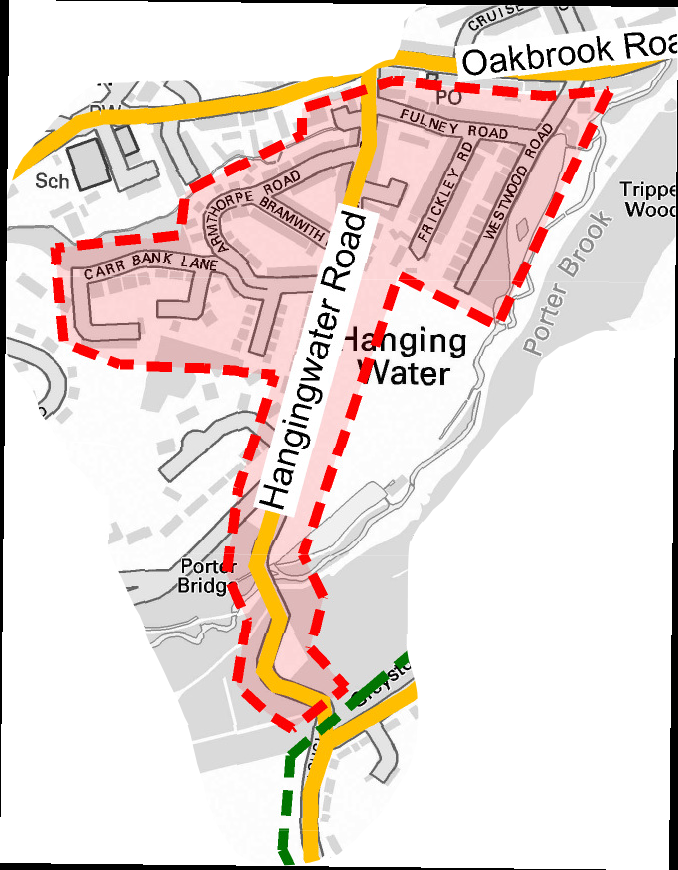 CRUISE
Oakbrook Roa
PW
PO
FULNEY ROAD
Sch
ARMTHORPE ROAD
BRAMWITH
FRICKLEY RD
WESTWOOD ROAD
Trippe
Wood
Porter Brook
CARR BANK LANE
Hangingwater Road
Hanging
Water
Porter
Bridge
Greysto